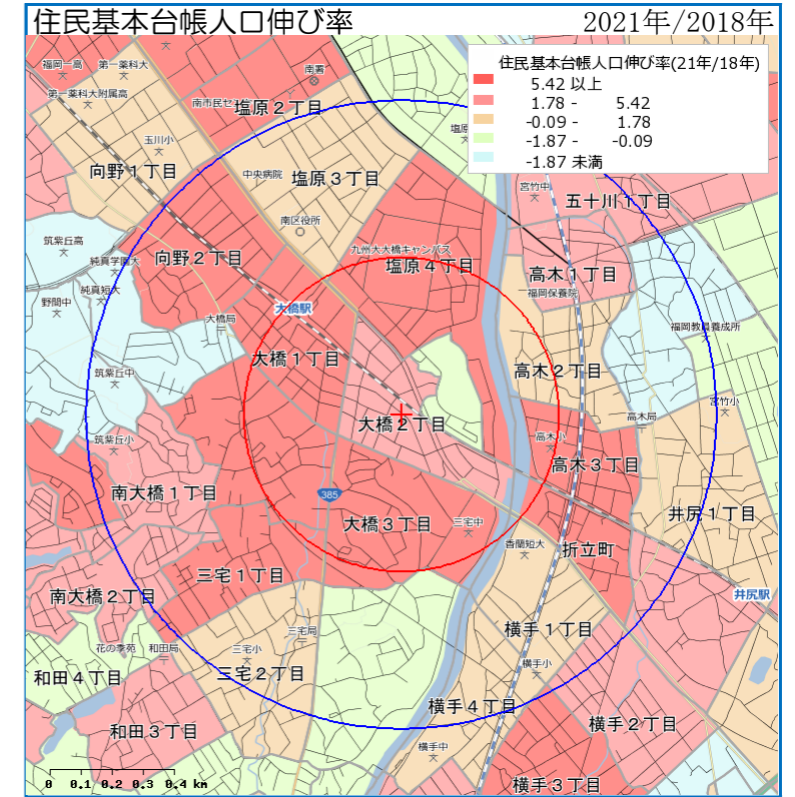 住民基本台帳人口伸び率
2021年/2018年
住民基本台帳人口伸び率(21年/18年)
5.42 以上
1.78 - 5.42
-0.09 - 1.78
-1.87 - -0.09
-1.87 未満
福岡一高
第一薬科大
第一薬科大附属高
南署
南市民セ
塩原２丁目
塩原
玉川小
向野１丁目
中央病院
塩原３丁目
宮竹中
五十川１丁目
南区役所
筑紫丘高
純真学園大
向野２丁目
九州大大橋キャンパス
塩原４丁目
高木１丁目
福岡保養院
純真短大
野間中
大橋駅
大橋局
福岡教員養成所
大橋１丁目
高木２丁目
筑紫丘中
宮竹小
大橋２丁目
高木局
筑紫丘小
高木小
高木３丁目
南大橋１丁目
385
大橋３丁目
三宅中
井尻１丁目
香蘭短大
折立町
三宅１丁目
南大橋２丁目
井尻駅
三宅局
横手１丁目
花の季苑
和田局
三宅小
横手小
和田４丁目
三宅２丁目
横手４丁目
横手２丁目
和田３丁目
横手中
横手３丁目
0 0.1 0.2 0.3 0.4 km